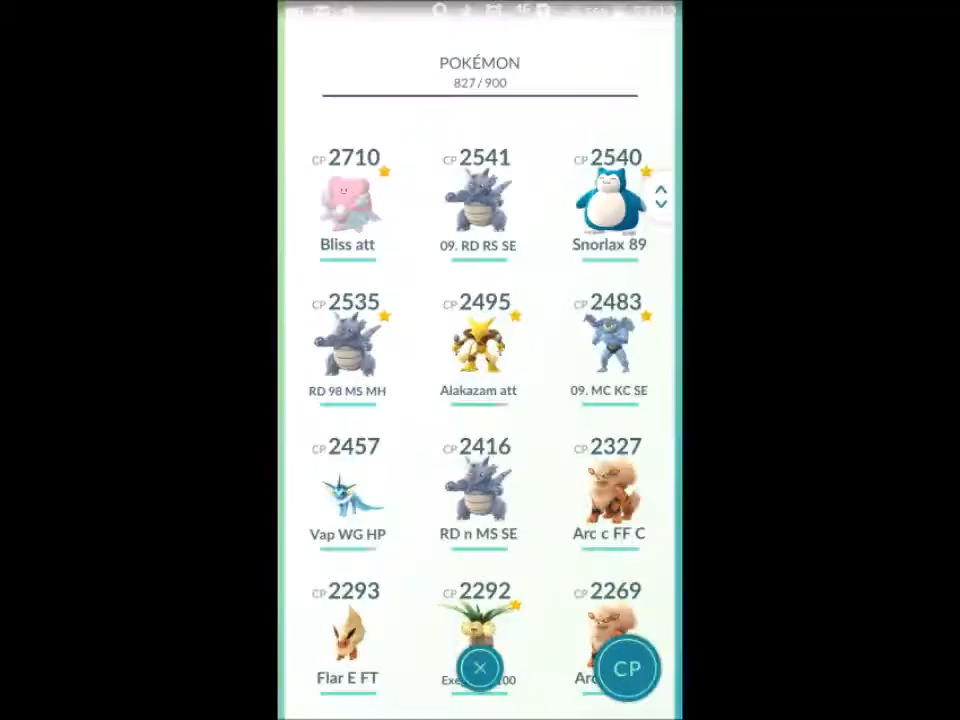 POKÉMON
827/900
CP 2710 CP 2541 CP 2540
Bliss att 09. RD RS SE Snorlax 89
CP 2535 CP 2495 CP 2483
RD 98 MS MH Alakazam att 09. MC KC SE
CP 2457 CP 2416 CP 2327
Vap WG HP RD n MS SE Arc c FF C
CP 2293 CP 2292 CP 2269
Flar E FT
CP